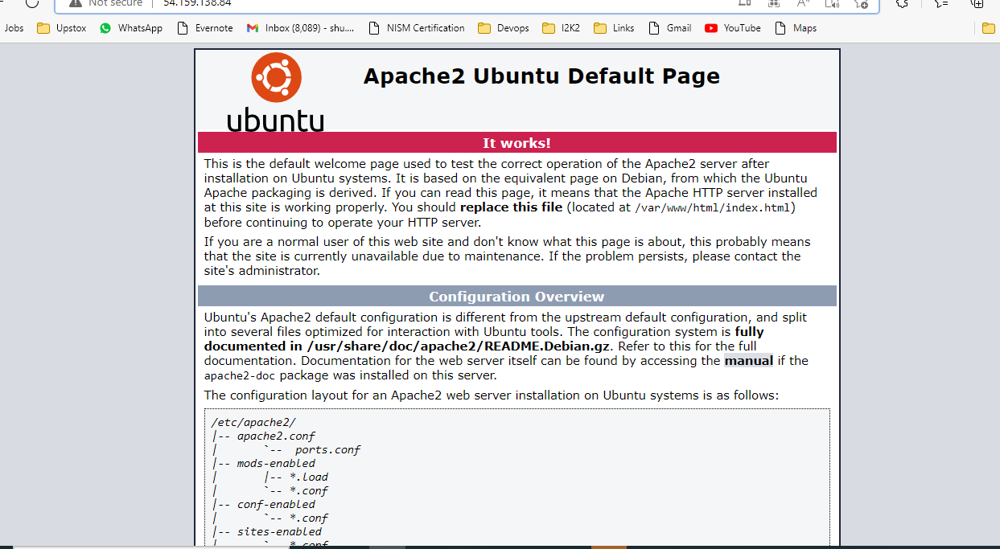 Not secure | 54.159.138.84
Jobs Upstox WhatsApp Evernote Inbox (8,089) - shu.... NISM Certification Devops I2K2 Links Gmail YouTube Maps
Apache2 Ubuntu Default Page
ubuntu
It works!
This is the default welcome page used to test the correct operation of the Apache2 server after
installation on Ubuntu systems. It is based on the equivalent page on Debian, from which the Ubuntu
Apache packaging is derived. If you can read this page, it means that the Apache HTTP server installed
at this site is working properly. You should replace this file (located at /var/www/html/index.html)
before continuing to operate your HTTP server.
If you are a normal user of this web site and don't know what this page is about, this probably means
that the site is currently unavailable due to maintenance. If the problem persists, please contact the
site's administrator.
Configuration Overview
Ubuntu's Apache2 default configuration is different from the upstream default configuration, and split
into several files optimized for interaction with Ubuntu tools. The configuration system is fully
documented in /usr/share/doc/apache2/README.Debian.gz. Refer to this for the full
documentation. Documentation for the web server itself can be found by accessing the manual if the
apache2-doc package was installed on this server.
The configuration layout for an Apache2 web server installation on Ubuntu systems is as follows:
/etc/apache2/
|-- apache2.conf
|       `--  ports.conf
|-- mods-enabled
|       |-- *.load
|       `-- *.conf
|-- conf-enabled
|       `-- *.conf
|-- sites-enabled
|       `-- *.conf